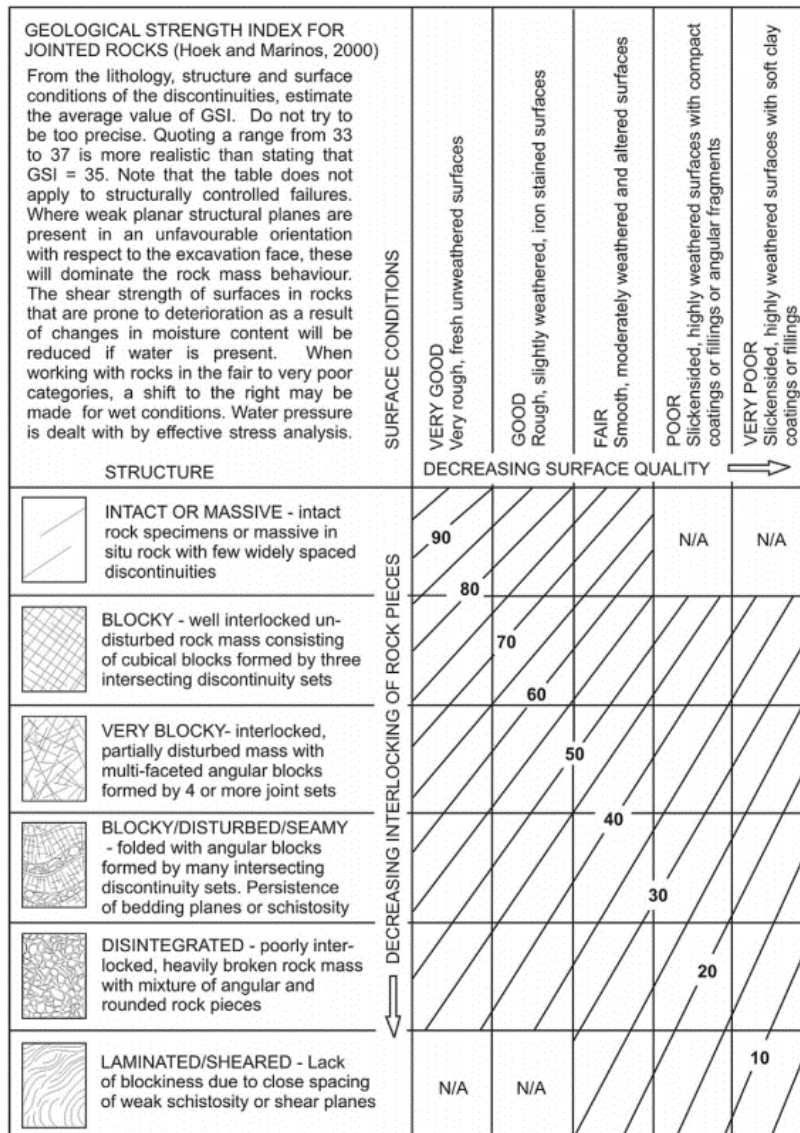 GEOLOGICAL STRENGTH INDEX FOR
JOINTED ROCKS (Hoek and Marinos, 2000)
From the lithology, structure and surface
conditions of the discontinuities, estimate
the average value of GSI. Do not try to
be too precise. Quoting a range from 33
to 37 is more realistic than stating that
GSI = 35. Note that the table does not
apply to structurally controlled failures.
Where weak planar structural planes are
present in an unfavourable orientation
with respect to the excavation face, these
will dominate the rock mass behaviour.
The shear strength of surfaces in rocks
that are prone to deterioration as a result
of changes in moisture content will be
reduced if water is present. When
working with rocks in the fair to very poor
categories, a shift to the right may be
made for wet conditions. Water pressure
is dealt with by effective stress analysis.
STRUCTURE
SURFACE CONDITIONS
VERY GOOD
Very rough, fresh unweathered surfaces
GOOD
Rough, slightly weathered, iron stained surfaces
FAIR
Smooth, moderately weathered and altered surfaces
POOR
Slickensided, highly weathered surfaces with compact
coatings or fillings or angular fragments
VERY POOR
Slickensided, highly weathered surfaces with soft clay
coatings or fillings
DECREASING SURFACE QUALITY
DECREASING INTERLOCKING OF ROCK PIECES
INTACT OR MASSIVE - intact
rock specimens or massive in
situ rock with few widely spaced
discontinuities
90
N/A
N/A
80
BLOCKY - well interlocked un-
disturbed rock mass consisting
of cubical blocks formed by three
intersecting discontinuity sets
70
60
VERY BLOCKY- interlocked,
partially disturbed mass with
multi-faceted angular blocks
formed by 4 or more joint sets
50
40
BLOCKY/DISTURBED/SEAMY
- folded with angular blocks
formed by many intersecting
discontinuity sets. Persistence
of bedding planes or schistosity
30
DISINTEGRATED - poorly inter-
locked, heavily broken rock mass
with mixture of angular and
rounded rock pieces
20
LAMINATED/SHEARED - Lack
of blockiness due to close spacing
of weak schistosity or shear planes
N/A
N/A
10